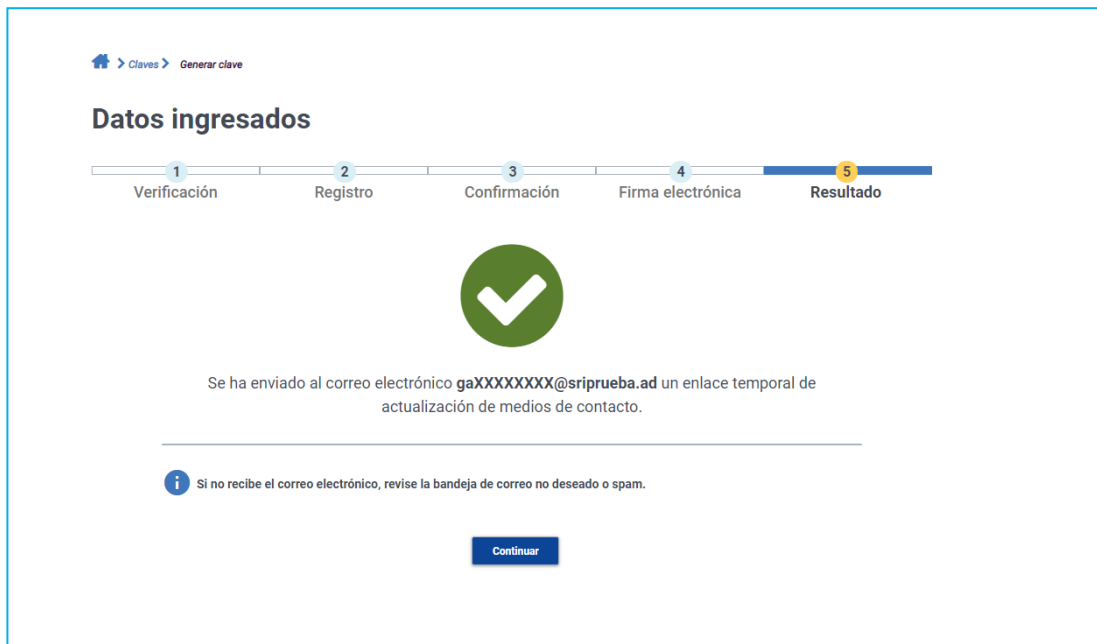 Claves Generar clave
Datos ingresados
1 2 3 4 5
Verificación Registro Confirmación Firma electrónica Resultado
Se ha enviado al correo electrónico gaXXXXXXXX@sriprueba.ad un enlace temporal de
actualización de medios de contacto.
i Si no recibe el correo electrónico, revise la bandeja de correo no deseado o spam.
Continuar